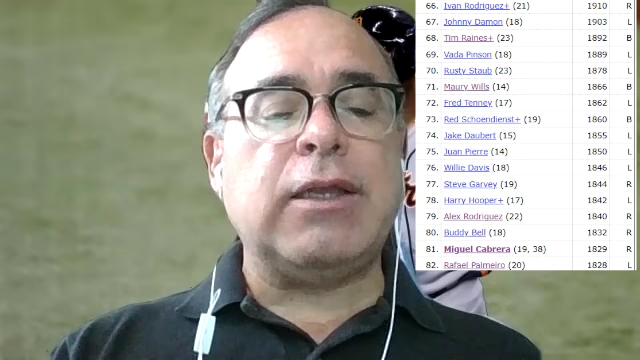 66. Ivan Rodriguez+ (21) 1910 R
67. Johnny Damon (18) 1903 L
68. Tim Raines+ (23) 1892 B
69. Vada Pinson (18) 1889 L
70. Rusty Staub (23) 1878 L
71. Maury Wills (14) 1866 B
72. Fred Tenney (17) 1862 L
73. Red Schoendienst+ (19) 1860 B
74. Jake Daubert (15) 1855 L
75. Juan Pierre (14) 1850 L
76. Willie Davis (18) 1846 L
77. Steve Garvey (19) 1844 R
78. Harry Hooper+ (17) 1842 L
79. Alex Rodriguez (22) 1840 R
80. Buddy Bell (18) 1832 R
81. Miguel Cabrera (19, 38) 1829 R
82. Rafael Palmeiro (20) 1828 L